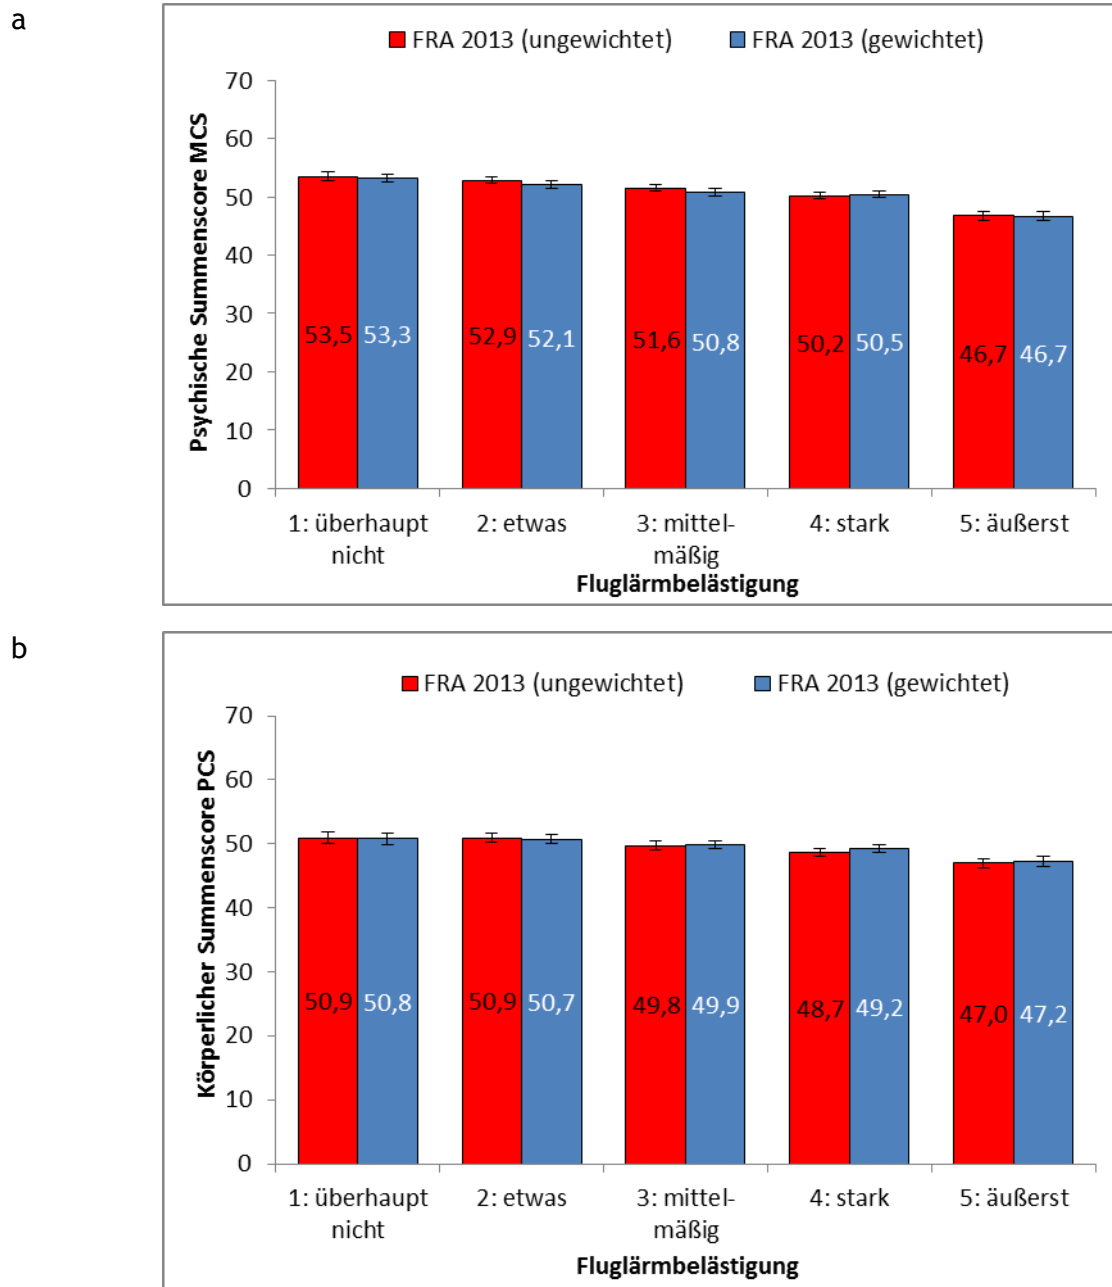 a
FRA 2013 (ungewichtet) FRA 2013 (gewichtet)
Psychische Summenscore MCS
70
60
50
40
30
20
10
0
53,5 53,3 52,9 52,1 51,6 50,8 50,2 50,5 46,7 46,7
1: überhaupt 2: etwas 3: mittel- 4: stark 5: äußerst
nicht mäßig
Fluglärmbelästigung
b
FRA 2013 (ungewichtet) FRA 2013 (gewichtet)
Körperlicher Summenscore PCS
70
60
50
40
30
20
10
0
50,9 50,8 50,9 50,7 49,8 49,9 48,7 49,2 47,0 47,2
1: überhaupt 2: etwas 3: mittel- 4: stark 5: äußerst
nicht mäßig
Fluglärmbelästigung